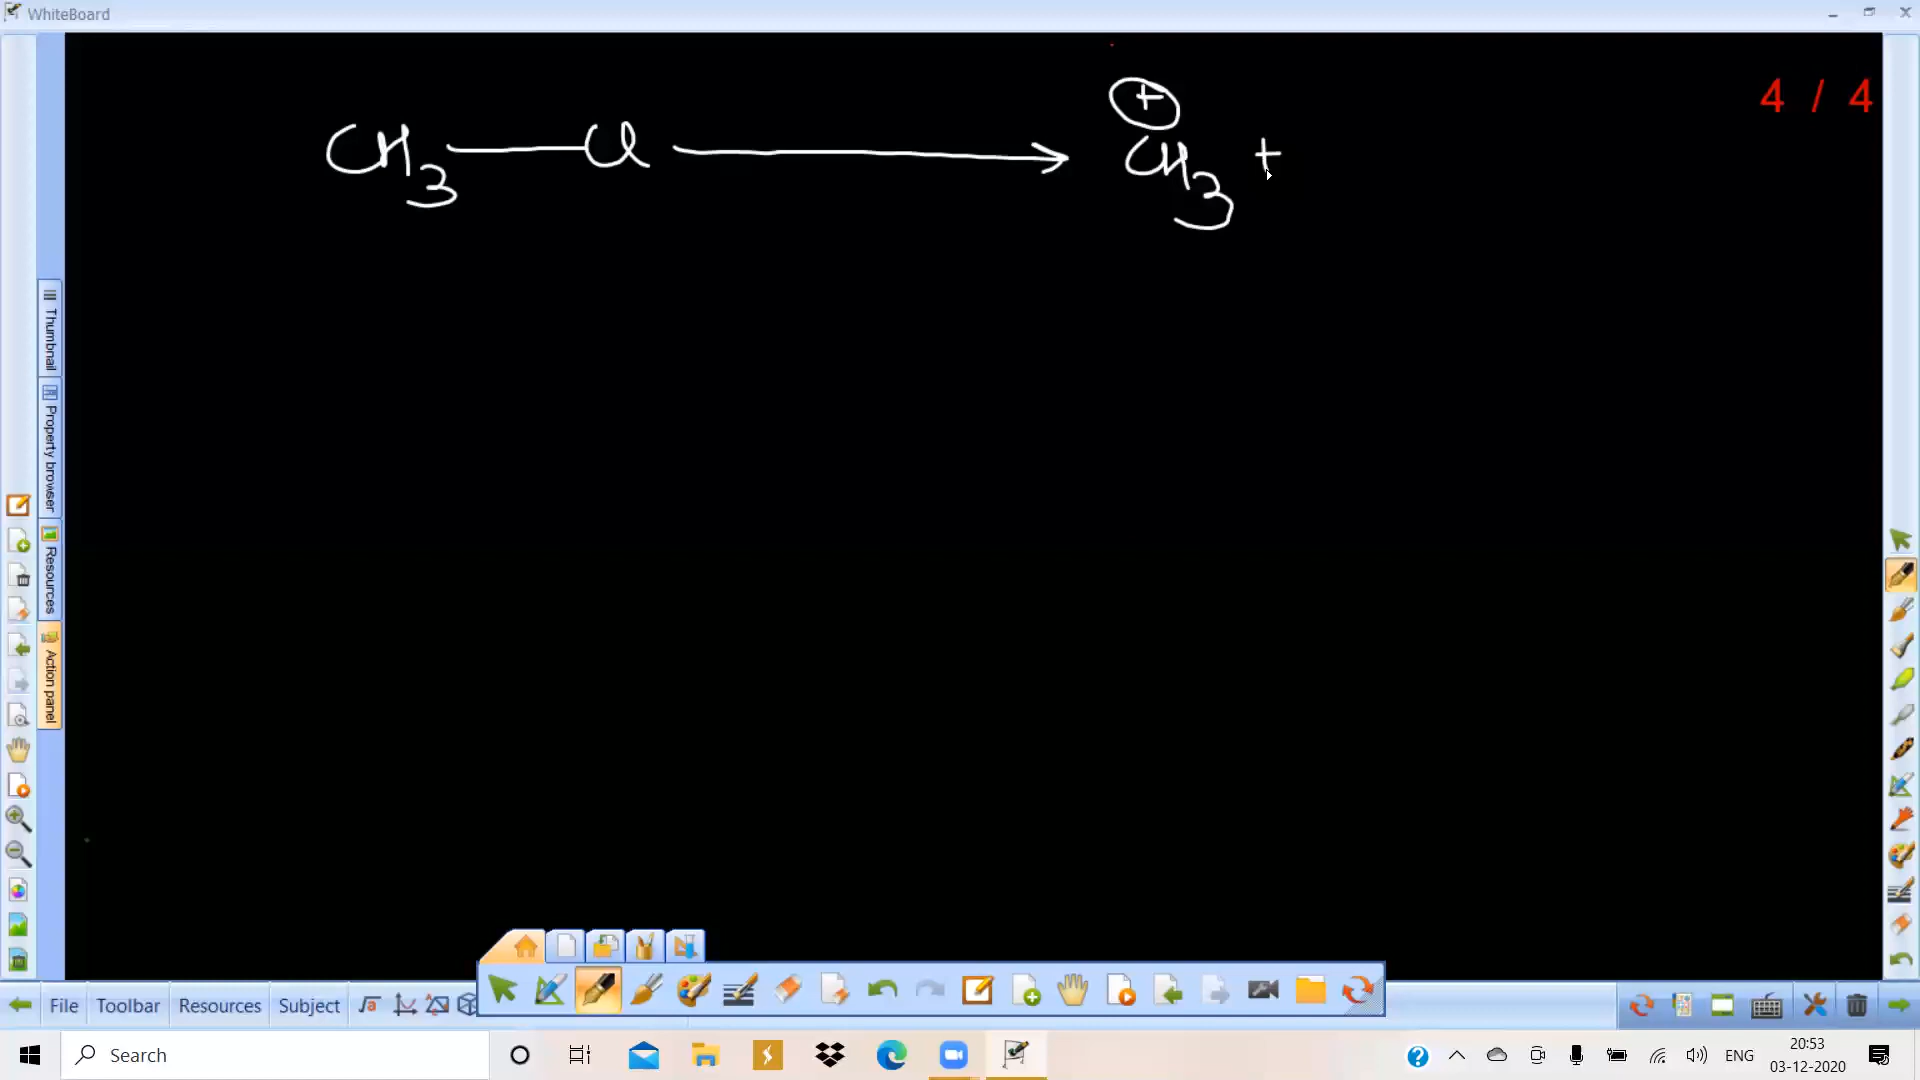 WhiteBoard
4 / 4
⊕
CH₃—Cl ⟶ CH₃ +
Thumbnail
Property browser
Resources
Action panel
File Toolbar Resources Subject
Search
ENG
20:53
03-12-2020